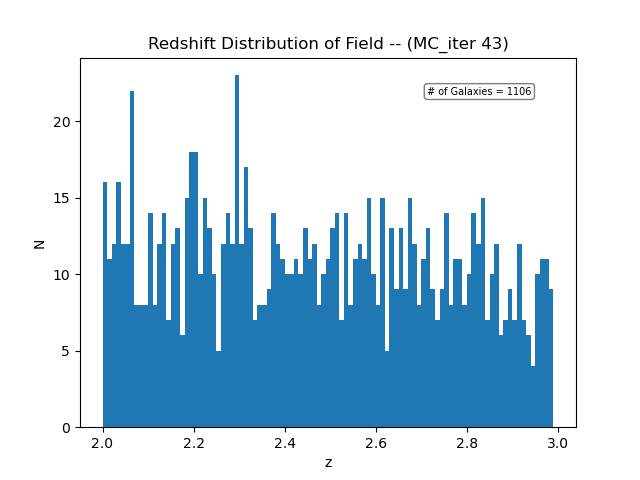 Redshift Distribution of Field -- (MC_iter 43)
# of Galaxies = 1106
N
20
15
10
5
0
2.0 2.2 2.4 2.6 2.8 3.0
z